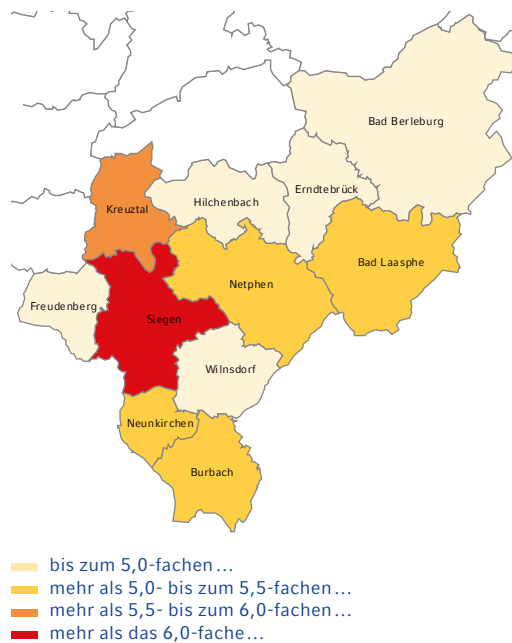 Bad Berleburg
Erndtebrück
Hilchenbach
Kreuztal
Bad Laasphe
Netphen
Freudenberg
Siegen
Wilnsdorf
Neunkirchen
Burbach
bis zum 5,0-fachen...
mehr als 5,0- bis zum 5,5-fachen...
mehr als 5,5- bis zum 6,0-fachen...
mehr als das 6,0-fache...